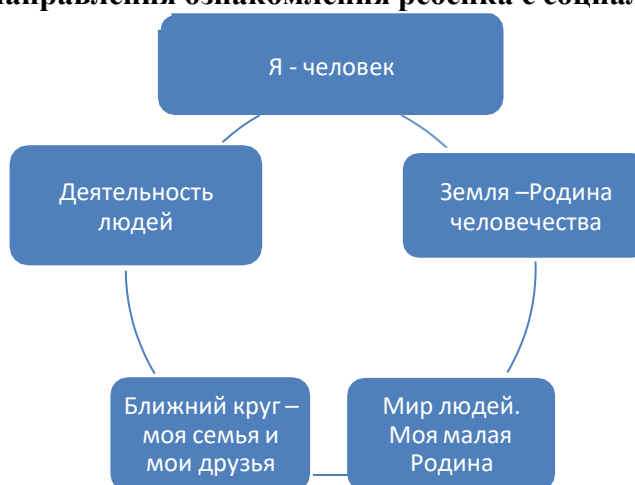 направления ознакомления ребенка с социал
Я - человек
Деятельность
людей
Земля –Родина
человечества
Ближний круг –
моя семья и
мои друзья
Мир людей.
Моя малая
Родина